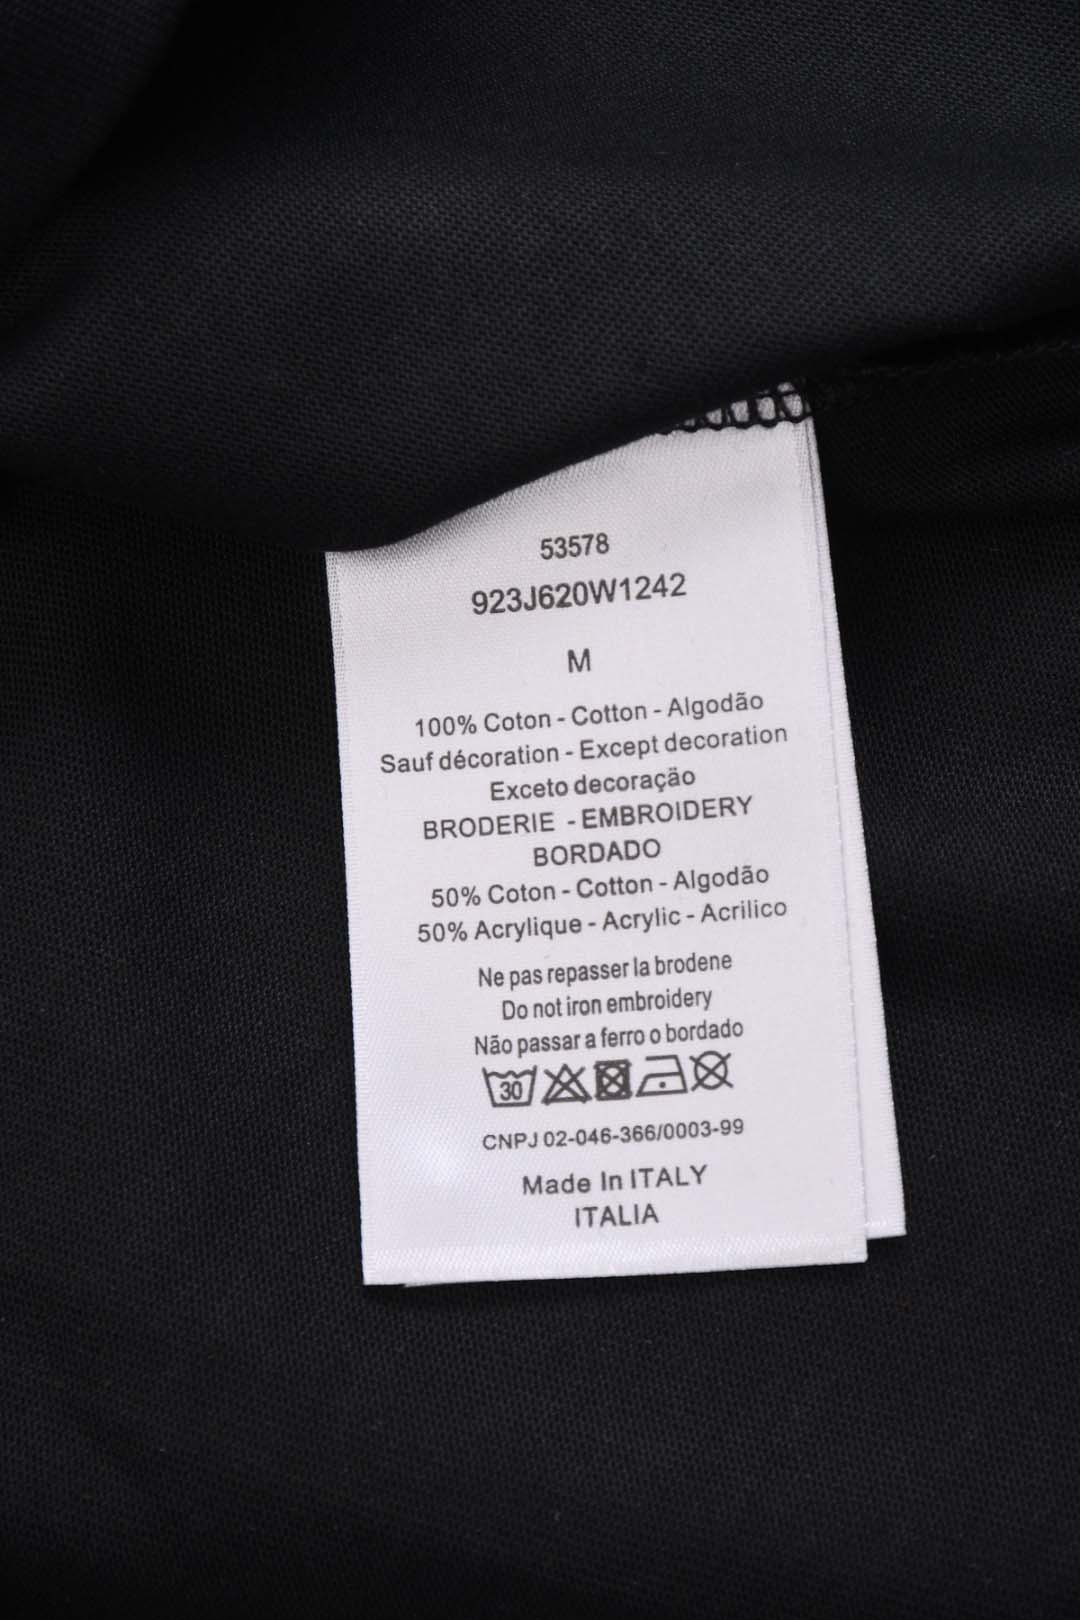 53578
923J620W1242
M
100% Coton - Cotton - Algodão
Sauf décoration - Except decoration
Exceto decoração
BRODERIE - EMBROIDERY
BORDADO
50% Coton - Cotton - Algodão
50% Acrylique - Acrylic - Acrilico
Ne pas repasser la brodene
Do not iron embroidery
Não passar a ferro o bordado
30
CNPJ 02-046-366/0003-99
Made In ITALY
ITALIA